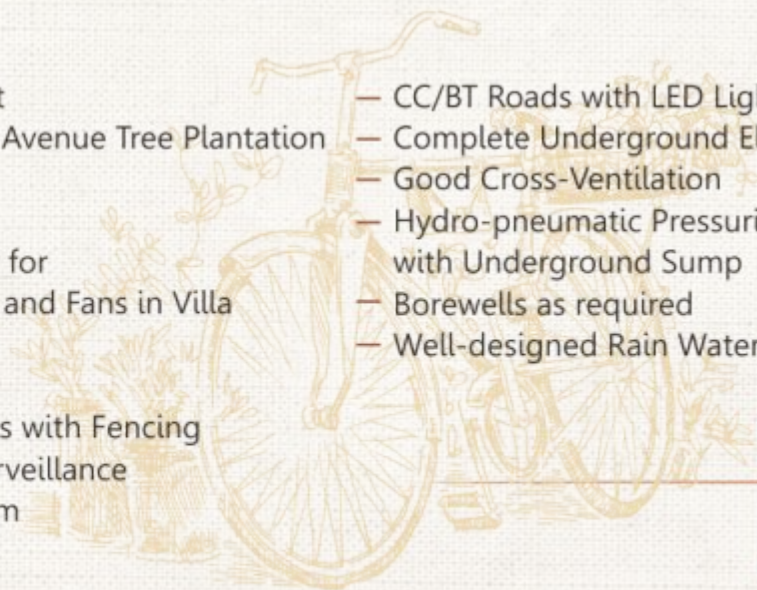 t
Avenue Tree Plantation
for
and Fans in Villa
s with Fencing
rveillance
m
— CC/BT Roads with LED Lig
— Complete Underground El
— Good Cross-Ventilation
— Hydro-pneumatic Pressuri
with Underground Sump
— Borewells as required
— Well-designed Rain Water